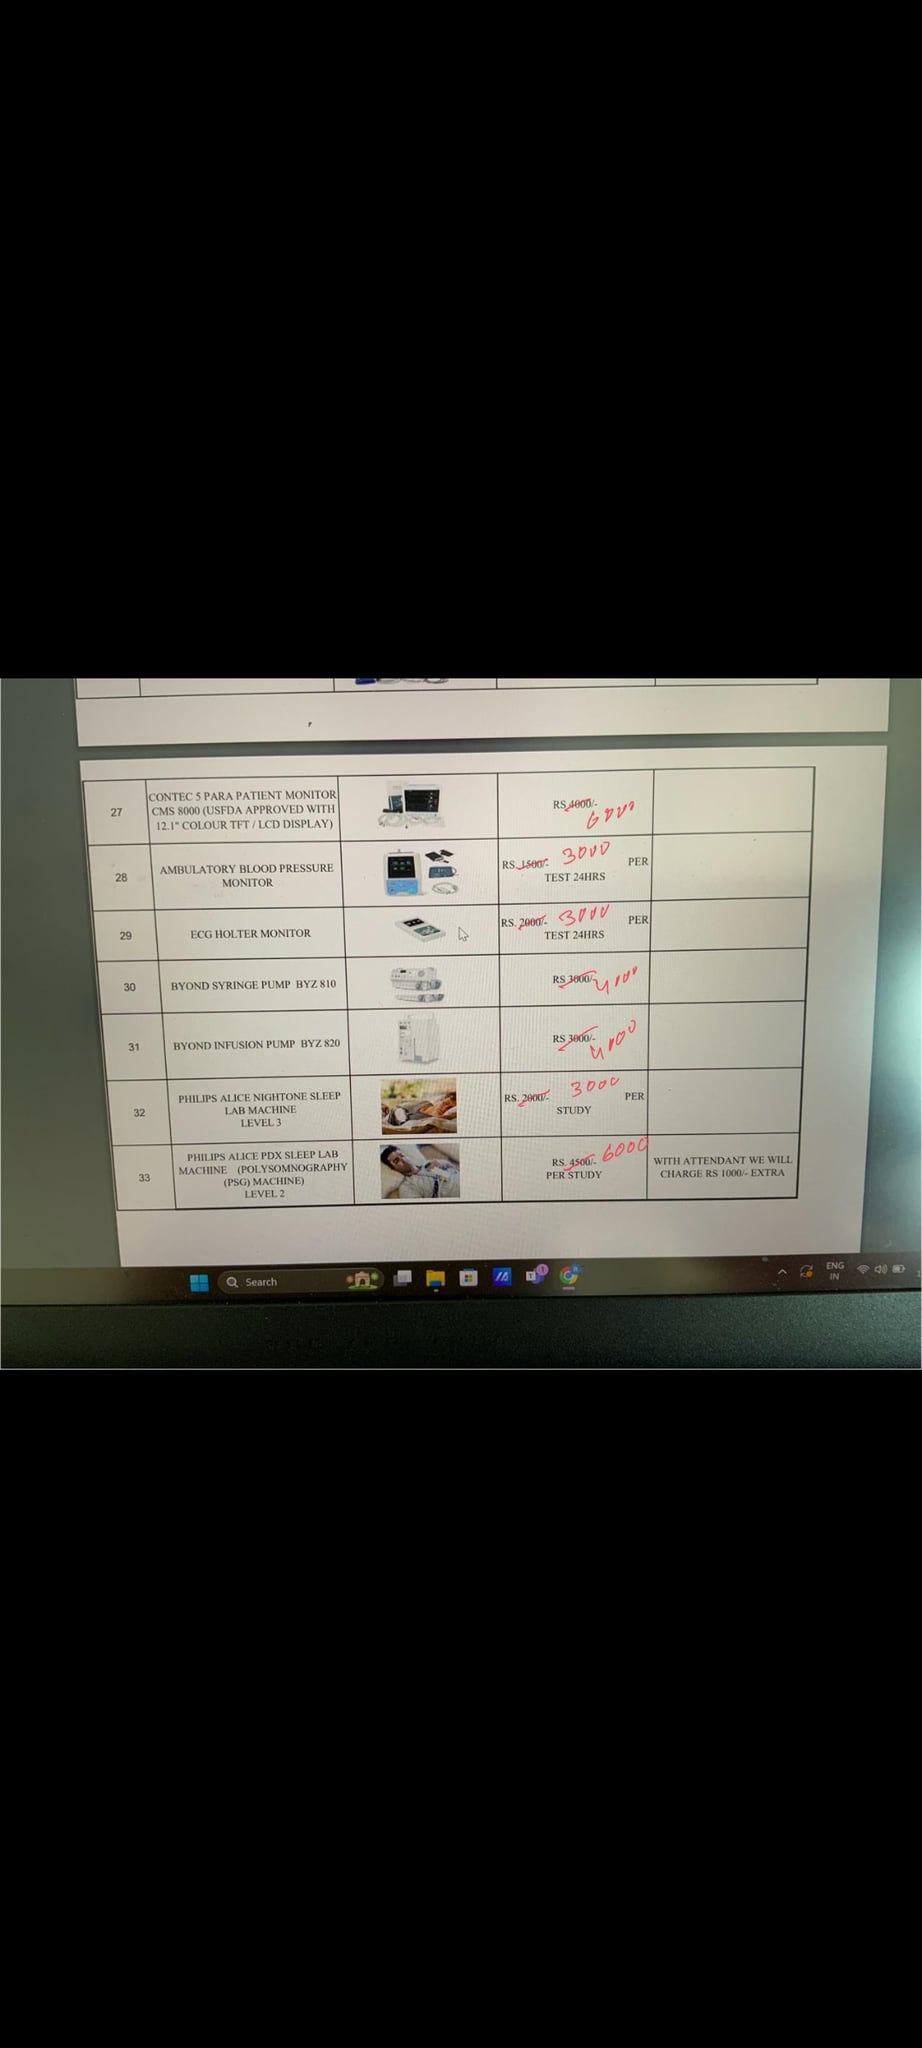 27
CONTEC 5 PARA PATIENT MONITOR
CMS 8000 (USFDA APPROVED WITH
12.1" COLOUR TFT / LCD DISPLAY)
RS 4000/-
6000
28
AMBULATORY BLOOD PRESSURE
MONITOR
RS. 1500/- 3000 PER
TEST 24HRS
29
ECG HOLTER MONITOR
RS. 2000/- 3000 PER
TEST 24HRS
30
BYOND SYRINGE PUMP BYZ 810
RS 3000/- 4000
31
BYOND INFUSION PUMP BYZ 820
RS 3000/-
4000
32
PHILIPS ALICE NIGHTONE SLEEP
LAB MACHINE
LEVEL 3
RS. 2000/- 3000 PER
STUDY
33
PHILIPS ALICE PDX SLEEP LAB
MACHINE (POLYSOMNOGRAPHY
(PSG) MACHINE)
LEVEL 2
RS. 4500/- 6000
PER STUDY
WITH ATTENDANT WE WILL
CHARGE RS 1000/- EXTRA
Search
ENG
IN